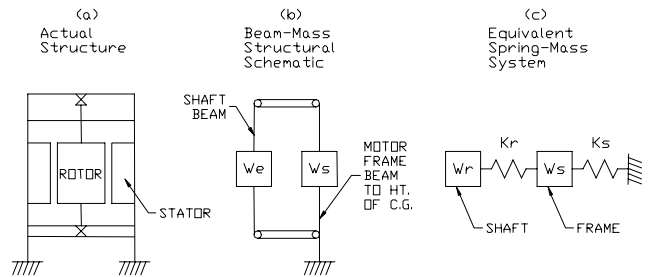 (a)
Actual
Structure
(b)
Beam-Mass
Structural
Schematic
(c)
Equivalent
Spring-Mass
System
ROTOR
STATOR
SHAFT
BEAM
We
Ws
MOTOR
FRAME
BEAM
TO HT.
OF C.G.
Kr
Ks
Wr
Ws
SHAFT
FRAME